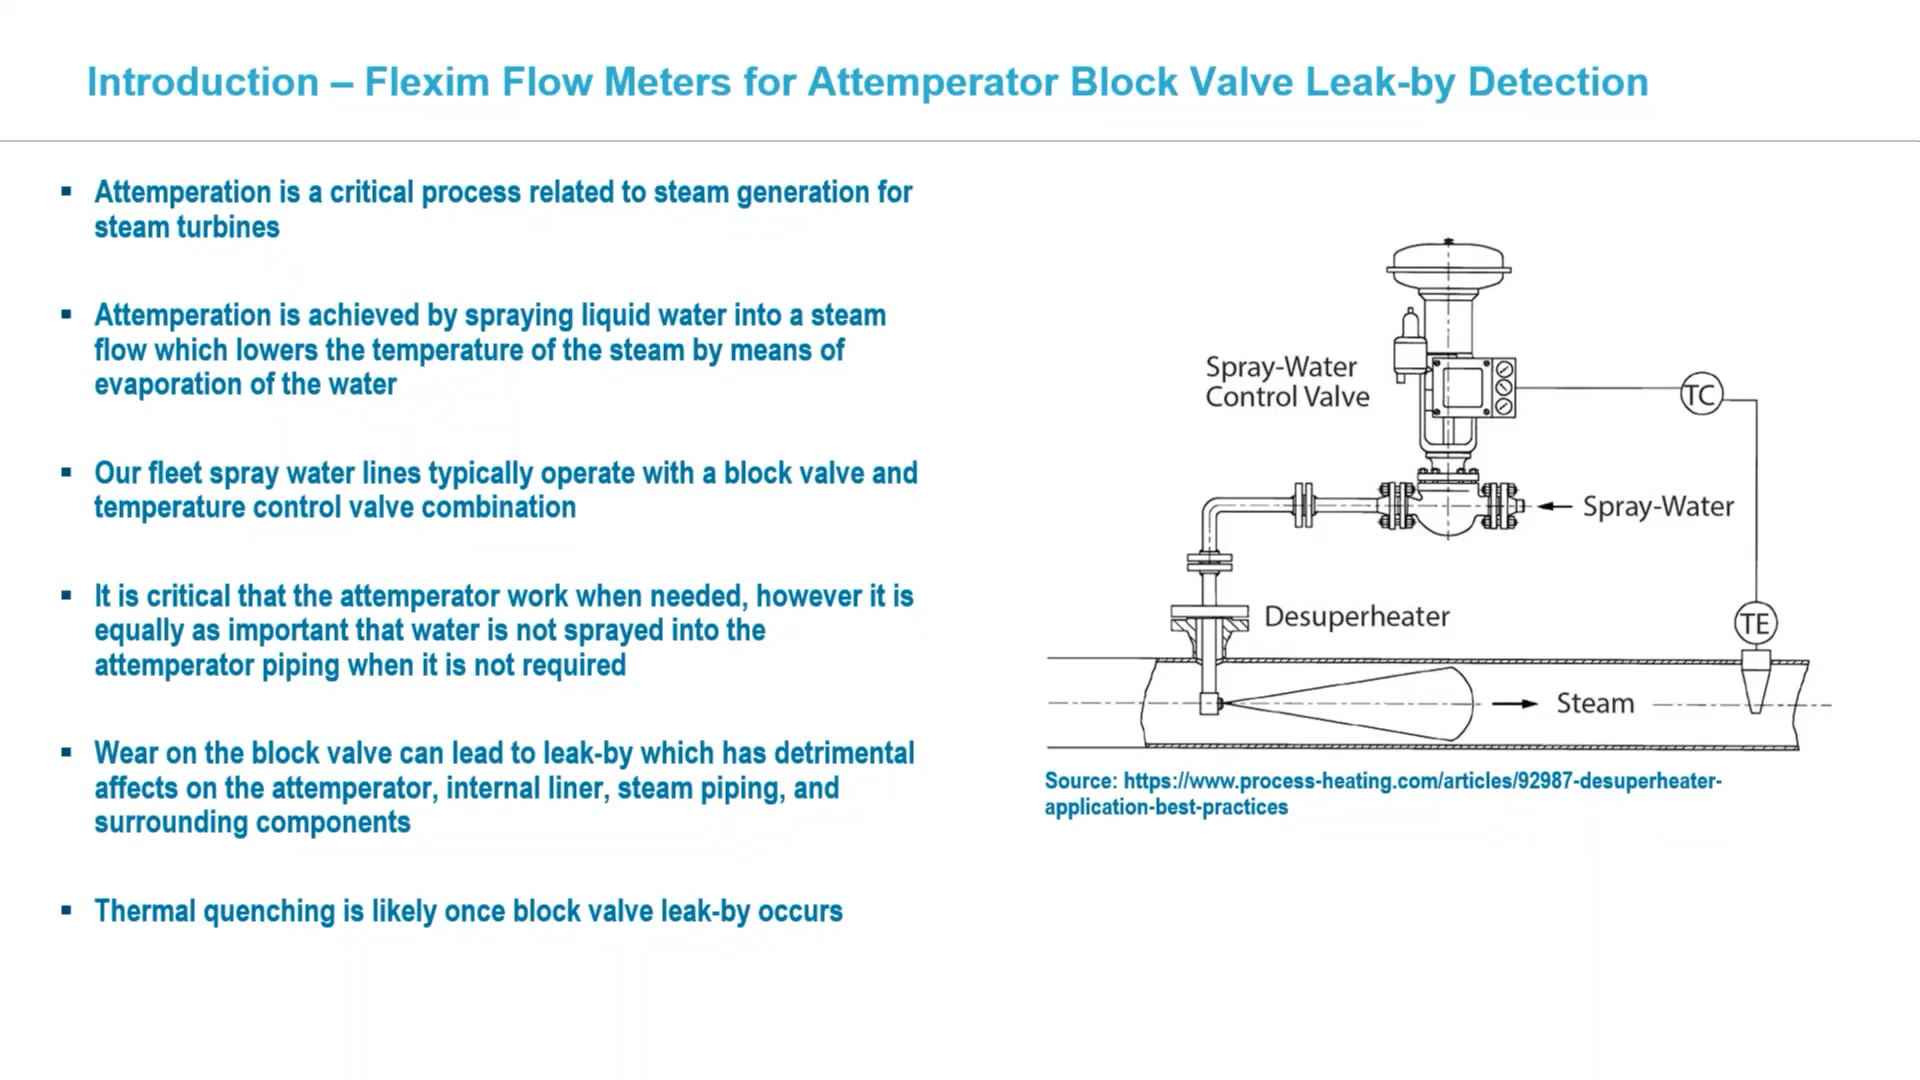 Introduction – Flexim Flow Meters for Attemperator Block Valve Leak-by Detection
▪ Attemperation is a critical process related to steam generation for
steam turbines
▪ Attemperation is achieved by spraying liquid water into a steam
flow which lowers the temperature of the steam by means of
evaporation of the water
▪ Our fleet spray water lines typically operate with a block valve and
temperature control valve combination
▪ It is critical that the attemperator work when needed, however it is
equally as important that water is not sprayed into the
attemperator piping when it is not required
▪ Wear on the block valve can lead to leak-by which has detrimental
affects on the attemperator, internal liner, steam piping, and
surrounding components
▪ Thermal quenching is likely once block valve leak-by occurs
Spray-Water
Control Valve
TC
Spray-Water
Desuperheater
TE
Steam
Source: https://www.process-heating.com/articles/92987-desuperheater-
application-best-practices